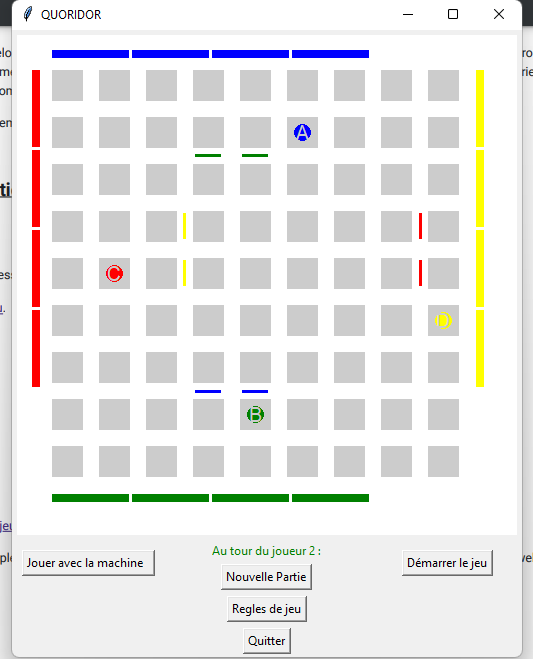 QUORIDOR
A
C
B
Au tour du joueur 2 :
Jouer avec la machine
Démarrer le jeu
Nouvelle Partie
Regles de jeu
Quitter